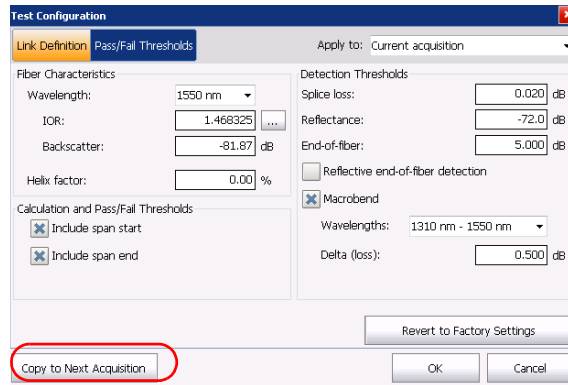 Test Configuration
Link Definition
Pass/Fail Thresholds
Apply to: Current acquisition
Fiber Characteristics
Wavelength: 1550 nm
IOR: 1.468325 ...
Backscatter: -81.87 dB
Helix factor: 0.00 %
Calculation and Pass/Fail Thresholds
Include span start
Include span end
Detection Thresholds
Splice loss: 0.020 dB
Reflectance: -72.0 dB
End-of-fiber: 5.000 dB
Reflective end-of-fiber detection
Macrobend
Wavelengths: 1310 nm - 1550 nm
Delta (loss): 0.500 dB
Revert to Factory Settings
Copy to Next Acquisition
OK
Cancel